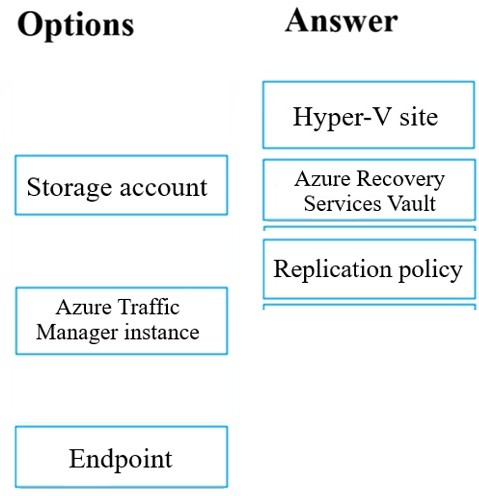 Options
Answer
Hyper-V site
Storage account
Azure Recovery
Services Vault
Replication policy
Azure Traffic
Manager instance
Endpoint